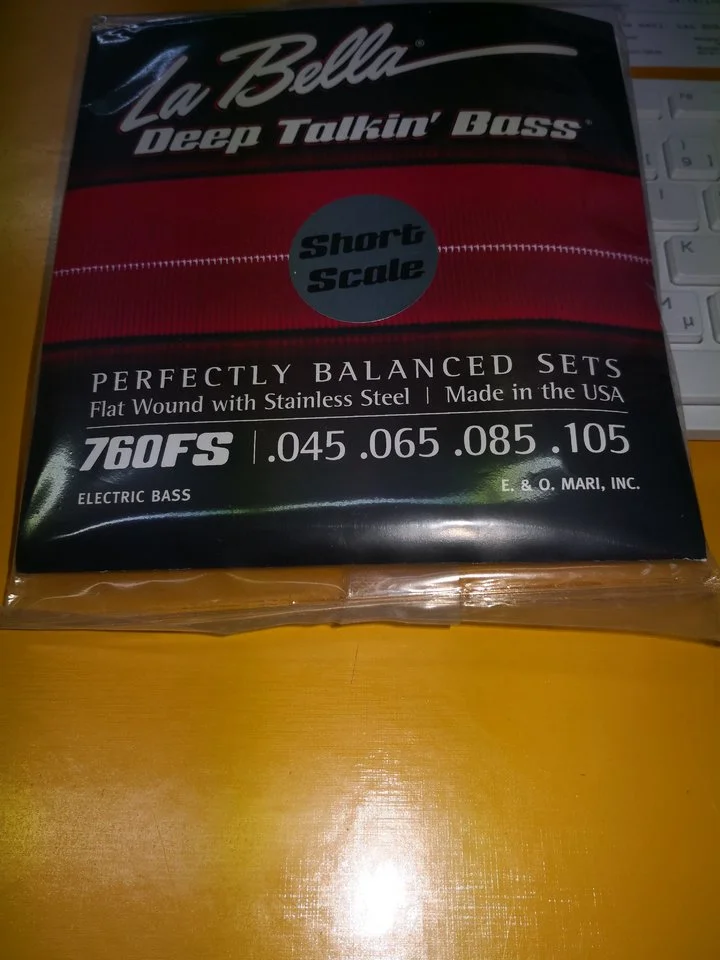 La Bella®
Deep Talkin' Bass®
Short
Scale
PERFECTLY BALANCED SETS
Flat Wound with Stainless Steel | Made in the USA
760FS | .045 .065 .085 .105
ELECTRIC BASS
E. & O. MARI, INC.
9
I
K
M µ